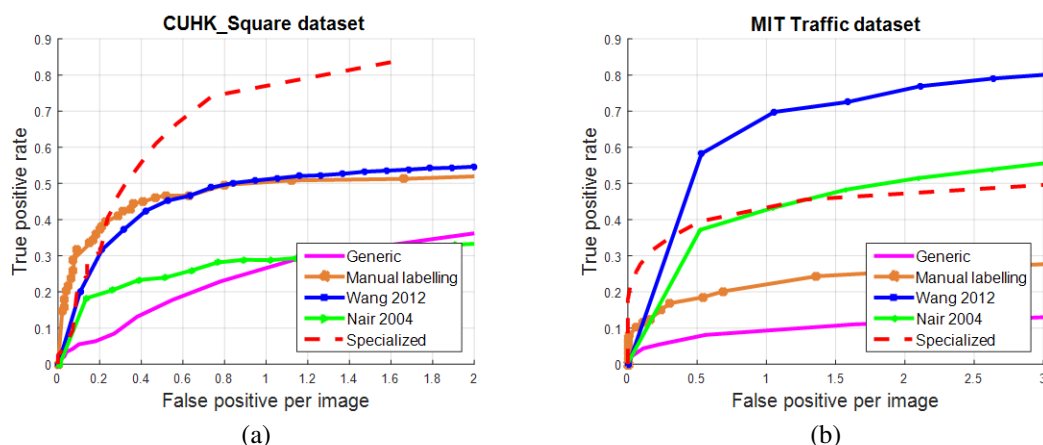 CUHK_Square dataset
True positive rate
0.9
0.8
0.7
0.6
0.5
0.4
0.3
0.2
0.1
0
0 0.2 0.4 0.6 0.8 1 1.2 1.4 1.6 1.8 2
False positive per image
Generic
Manual labelling
Wang 2012
Nair 2004
Specialized
(a)
MIT Traffic dataset
True positive rate
0.9
0.8
0.7
0.6
0.5
0.4
0.3
0.2
0.1
0
0 0.5 1 1.5 2 2.5 3
False positive per image
Generic
Manual labelling
Wang 2012
Nair 2004
Specialized
(b)